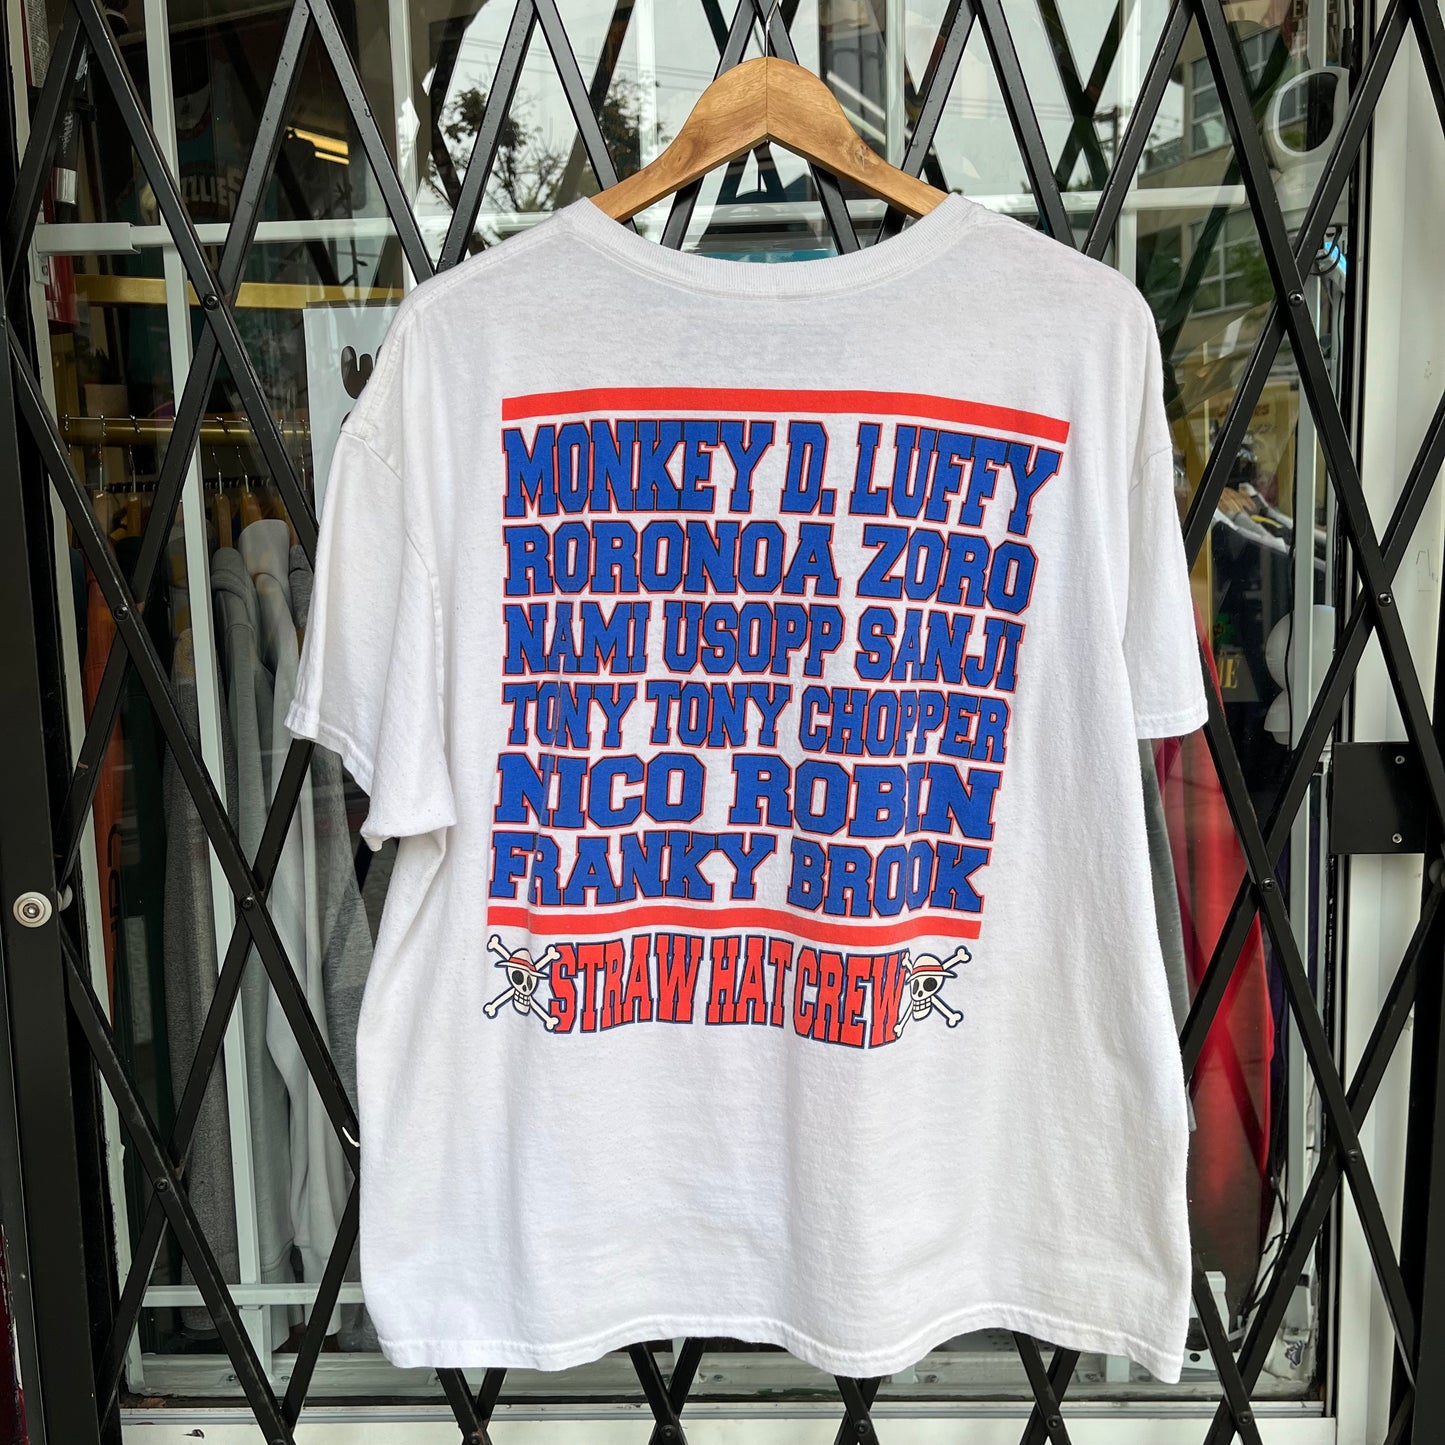 MONKEY D. LUFFY
RORONOA ZORO
NAMI USOPP SANJI
TONY TONY CHOPPER
NICO ROBIN
FRANKY BROOK
STRAW HAT CREW